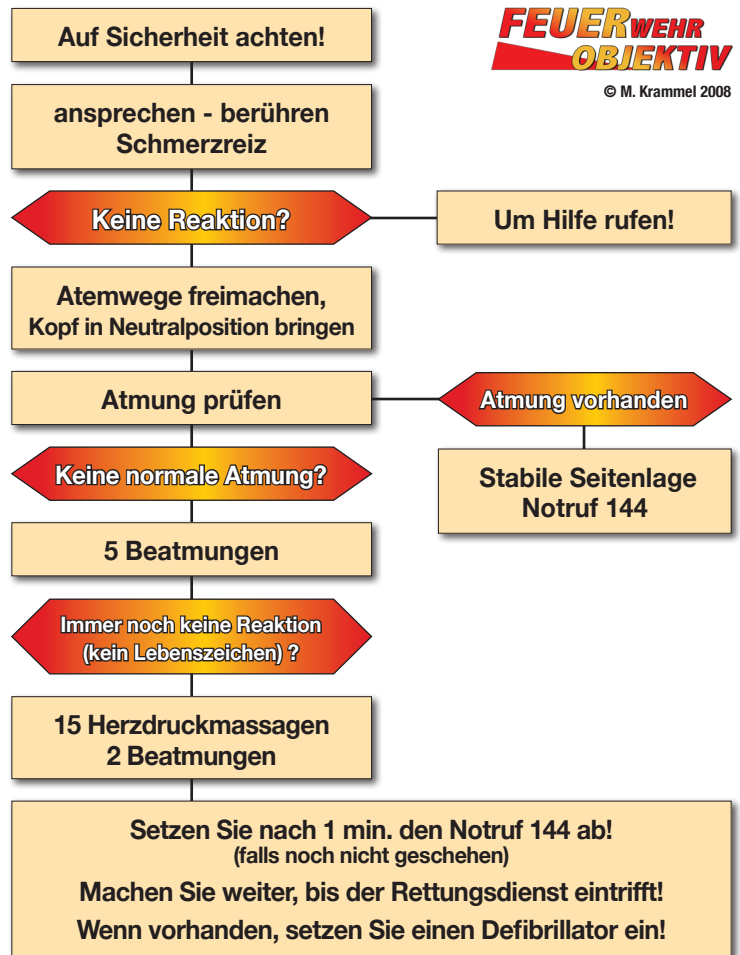 Auf Sicherheit achten!
FEUERWEHR
OBJEKTIV
© M. Krammel 2008
ansprechen - berühren
Schmerzreiz
Keine Reaktion?
Um Hilfe rufen!
Atemwege freimachen,
Kopf in Neutralposition bringen
Atmung prüfen
Atmung vorhanden
Keine normale Atmung?
Stabile Seitenlage
Notruf 144
5 Beatmungen
Immer noch keine Reaktion
(kein Lebenszeichen) ?
15 Herzdruckmassagen
2 Beatmungen
Setzen Sie nach 1 min. den Notruf 144 ab!
(falls noch nicht geschehen)
Machen Sie weiter, bis der Rettungsdienst eintrifft!
Wenn vorhanden, setzen Sie einen Defibrillator ein!